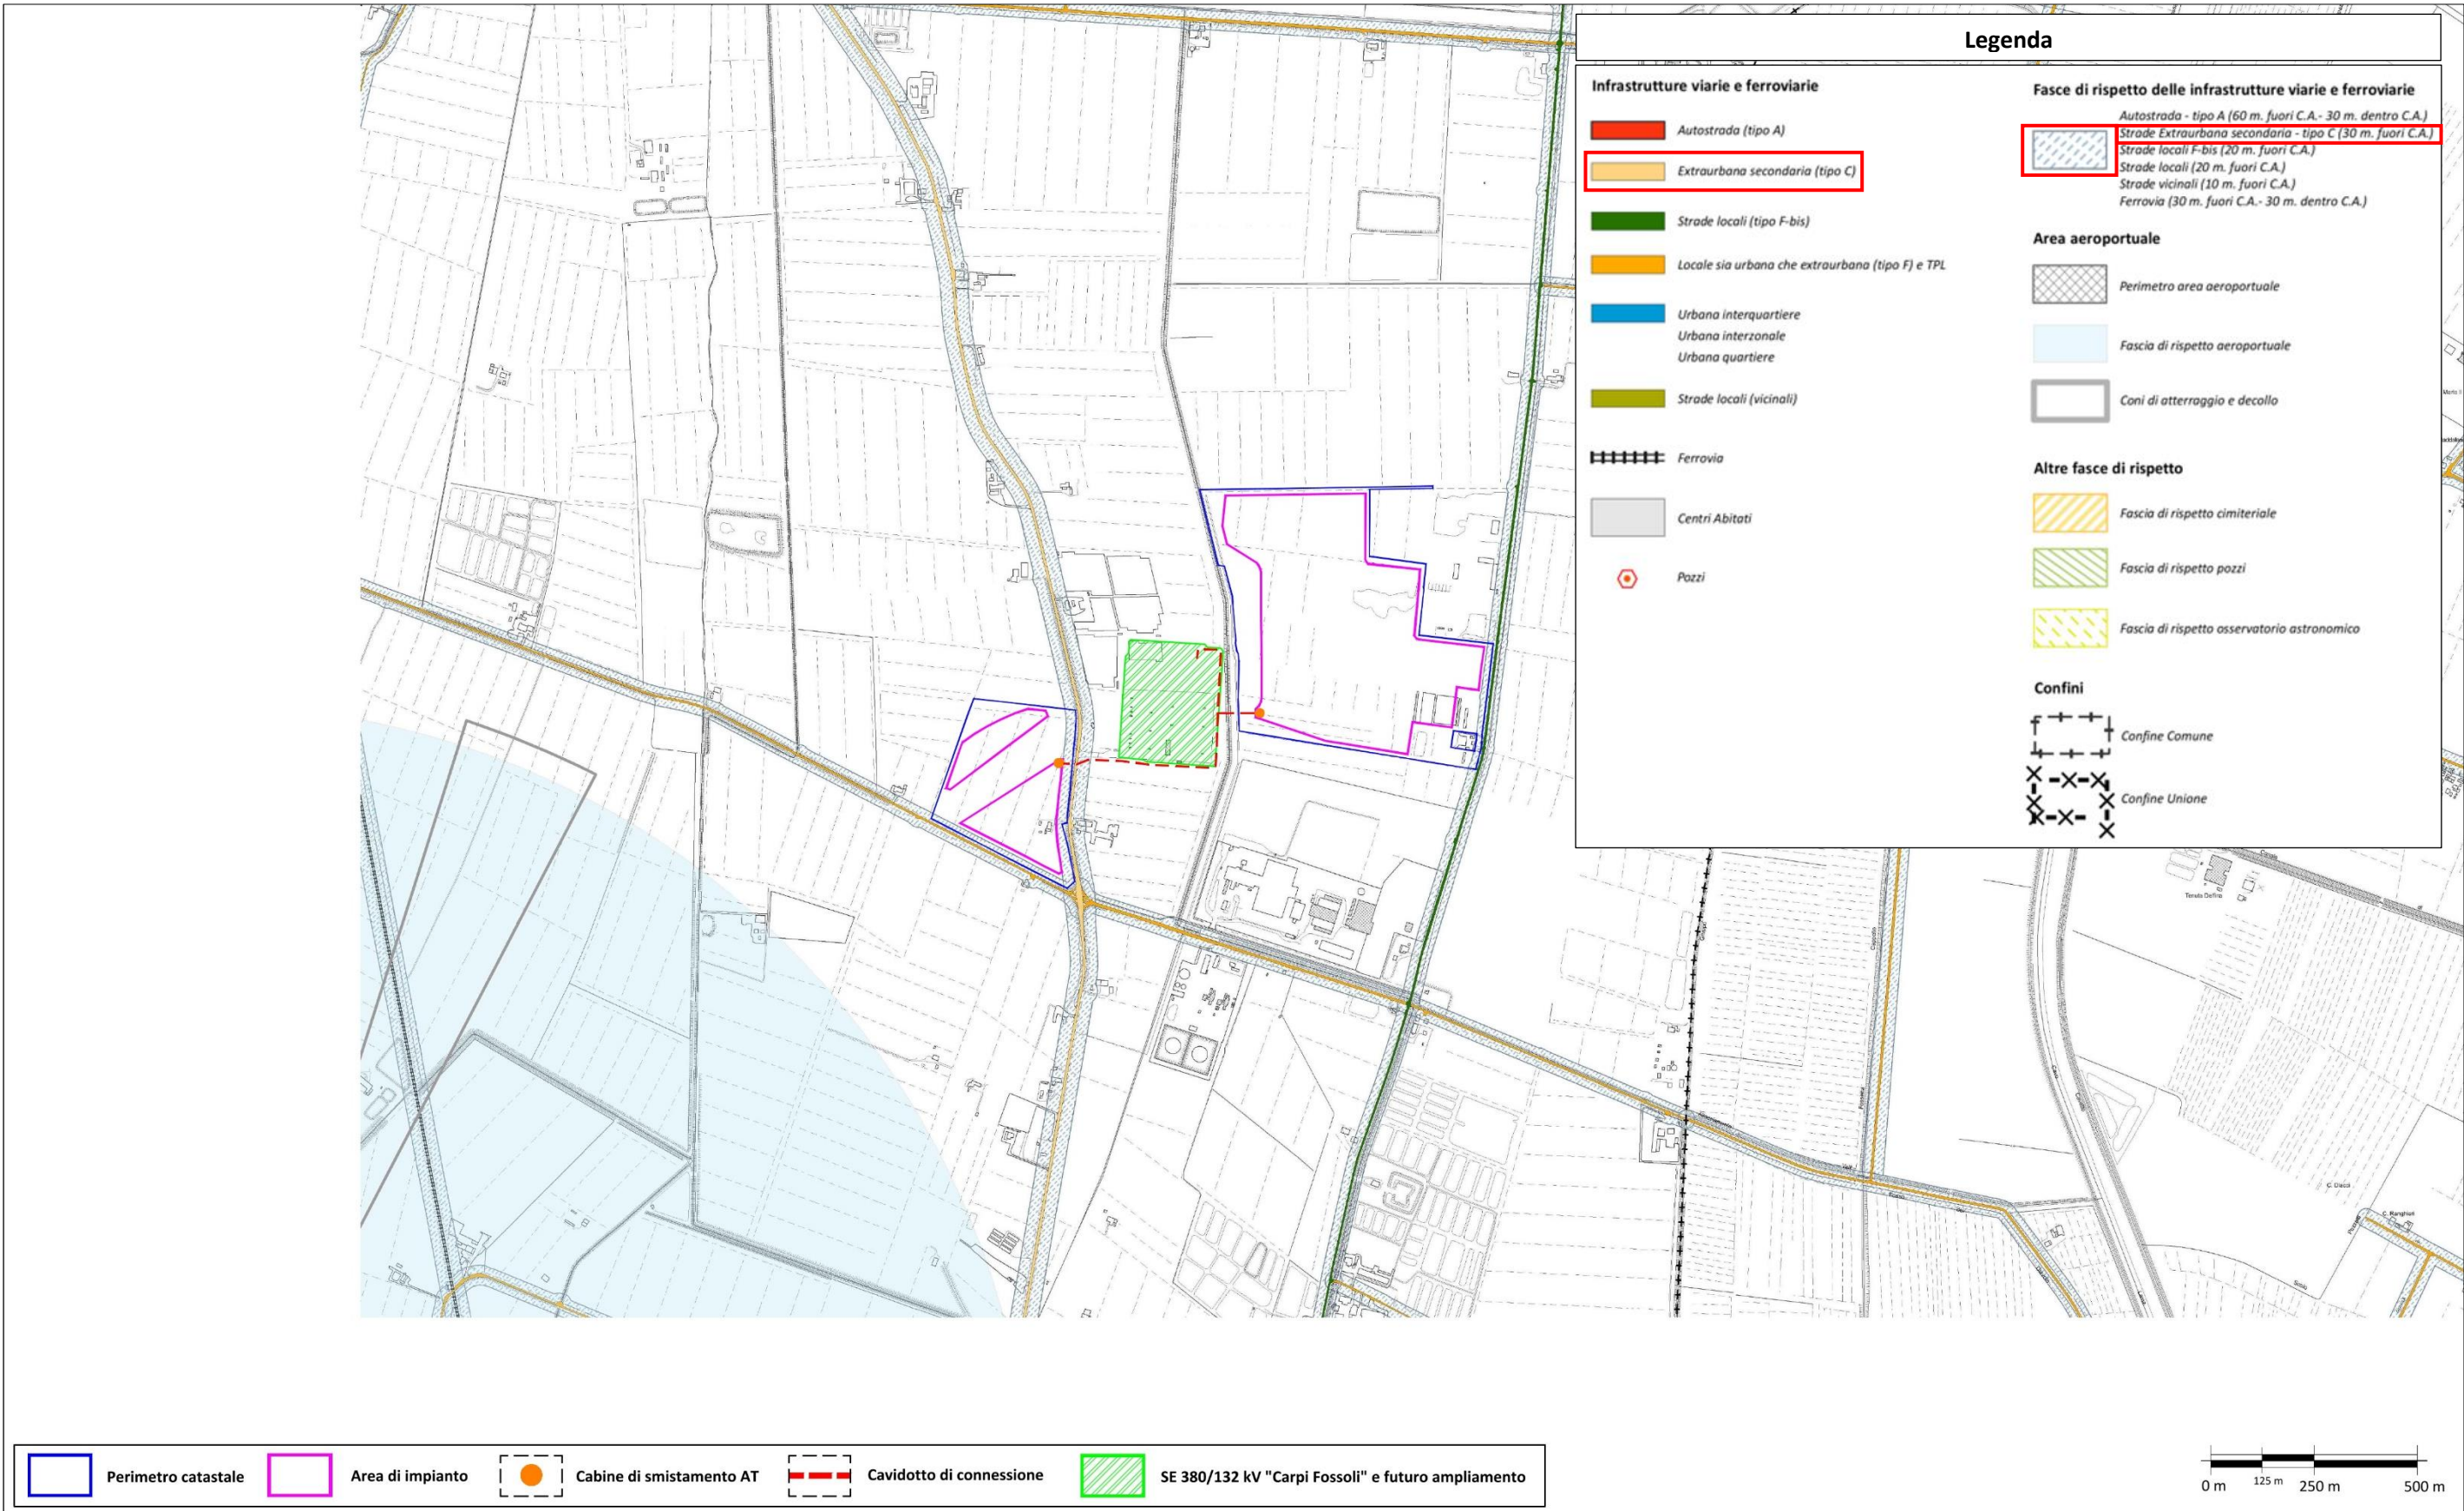 Legenda
Infrastrutture viarie e ferroviarie
Autostrada (tipo A)
Extraurbana secondaria (tipo C)
Strade locali (tipo F-bis)
Locale sia urbana che extraurbana (tipo F) e TPL
Urbana interquartiere
Urbana interzonale
Urbana quartiere
Strade locali (vicinali)
Ferrovia
Centri Abitati
Pozzi
Fasce di rispetto delle infrastrutture viarie e ferroviarie
Autostrada - tipo A (60 m. fuori C.A.- 30 m. dentro C.A.)
Strade Extraurbana secondaria - tipo C (30 m. fuori C.A.)
Strade locali F-bis (20 m. fuori C.A.)
Strade locali (20 m. fuori C.A.)
Strade vicinali (10 m. fuori C.A.)
Ferrovia (30 m. fuori C.A.- 30 m. dentro C.A.)
Area aeroportuale
Perimetro area aeroportuale
Fascia di rispetto aeroportuale
Coni di atterraggio e decollo
Altre fasce di rispetto
Fascia di rispetto cimiteriale
Fascia di rispetto pozzi
Fascia di rispetto osservatorio astronomico
Confini
Confine Comune
Confine Unione
C. Ranghieri
Perimetro catastale
Area di impianto
Cabine di smistamento AT
Cavidotto di connessione
SE 380/132 kV "Carpi Fossoli" e futuro ampliamento
0 m
125 m
250 m
500 m